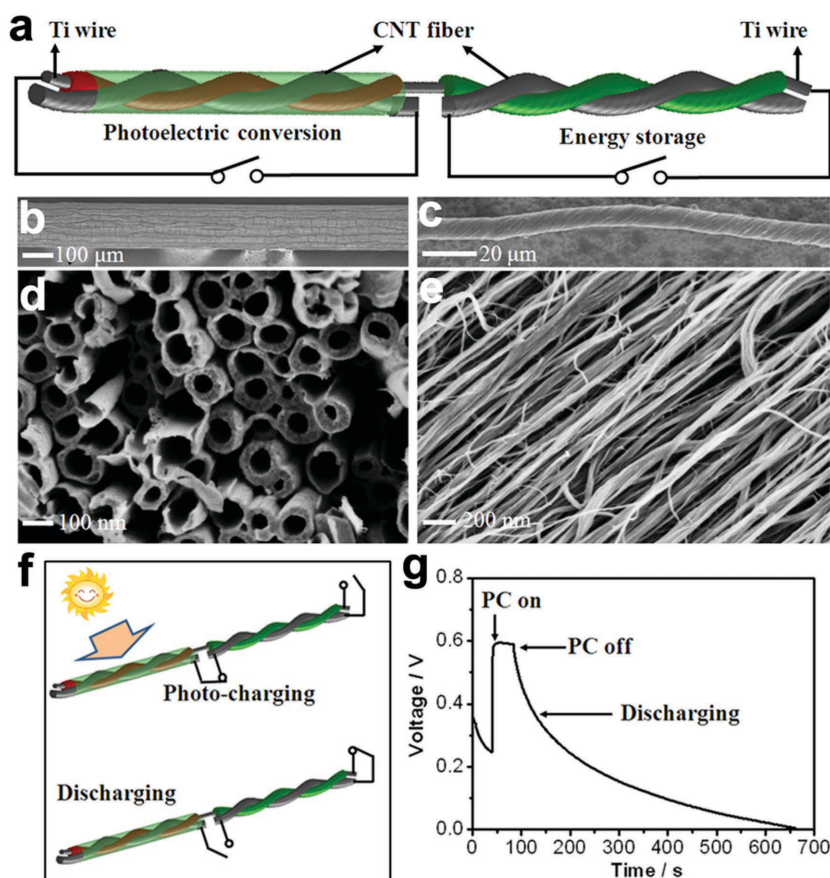 a
Ti wire
CNT fiber
Ti wire
Photoelectric conversion
Energy storage
b
100 μm
c
20 μm
d
100 nm
e
200 nm
f
Photo-charging
Discharging
g
0.8
0.6
0.4
0.2
0.0
Voltage / V
PC on
PC off
Discharging
0 100 200 300 400 500 600 700
Time / s